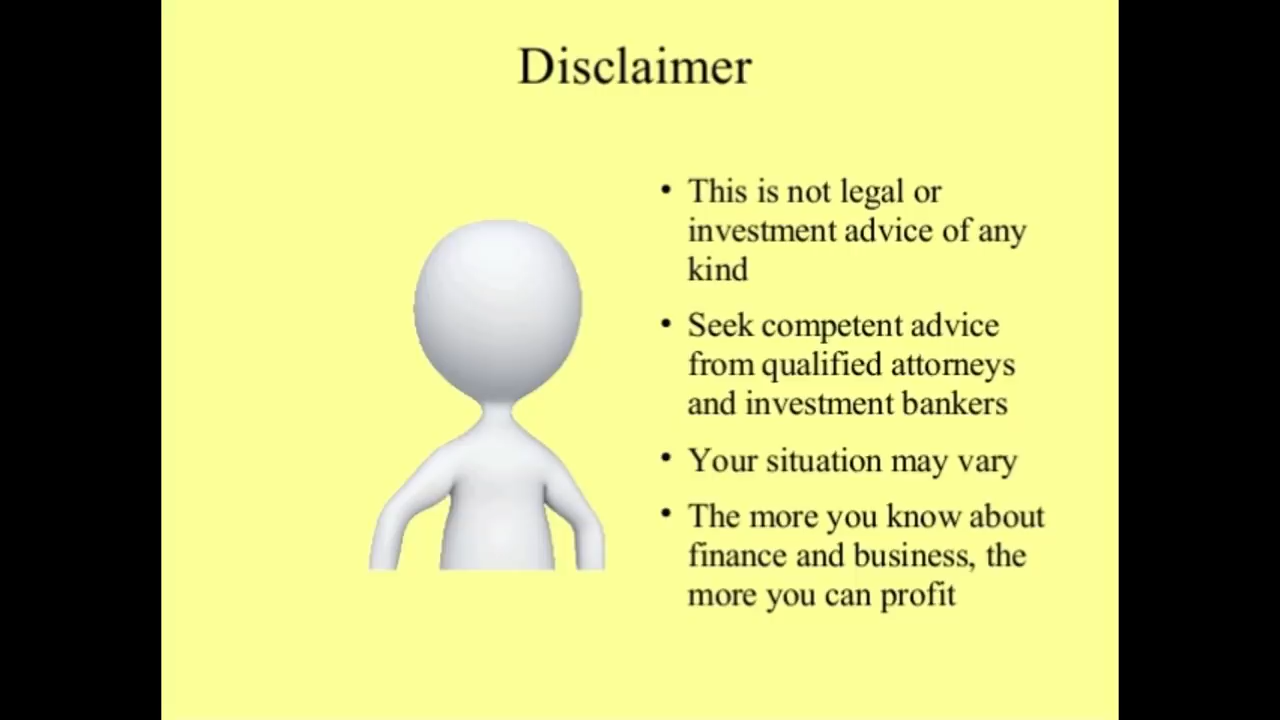 Disclaimer
• This is not legal or
investment advice of any
kind
• Seek competent advice
from qualified attorneys
and investment bankers
• Your situation may vary
• The more you know about
finance and business, the
more you can profit